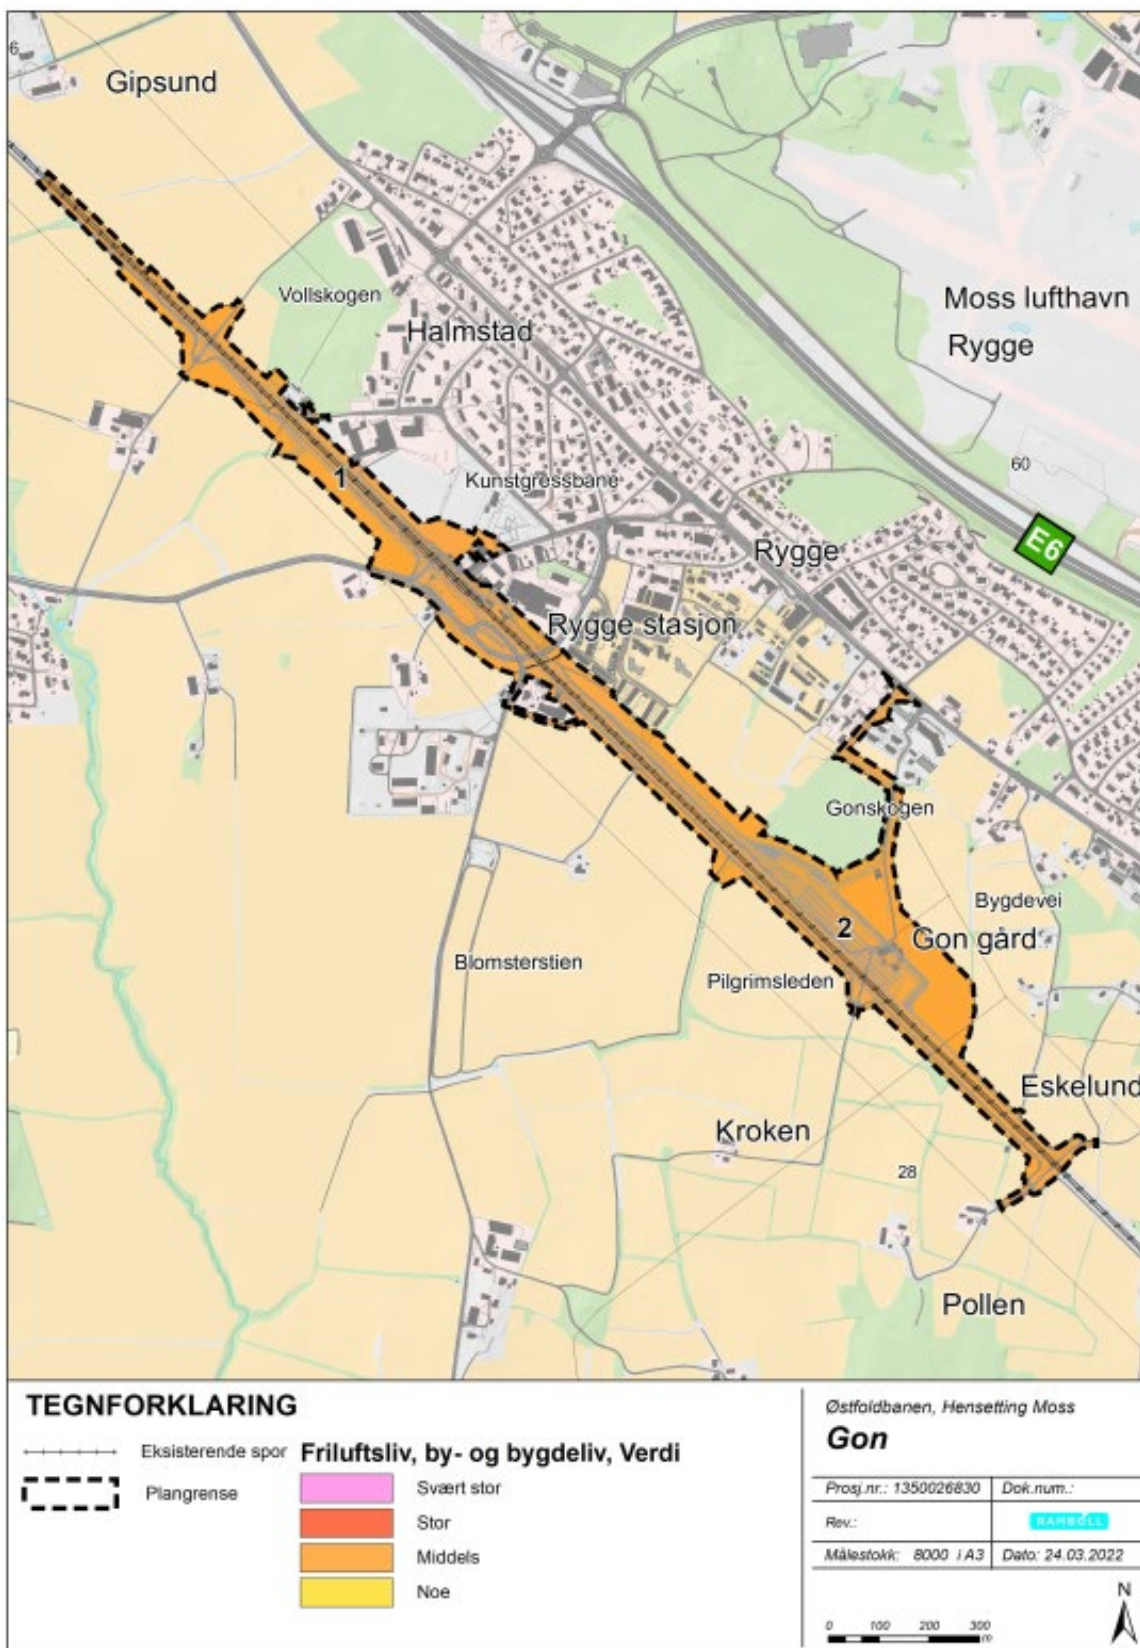 6
Gipsund
Vollskogen
Halmstad
Moss lufthavn
Rygge
60
1
Kunstgressbane
E6
Rygge
Rygge stasjon
Gonskogen
Bygdevei
2
Gon gård
Blomsterstien
Pilgrimsleden
Eskelund
Kroken
28
Pollen
TEGNFORKLARING
Eksisterende spor
Plangrense
Friluftsliv, by- og bygdeliv, Verdi
Svært stor
Stor
Middels
Noe
Østfoldbanen, Hensetting Moss
Gon
Prosj.nr.: 1350026830 Dok.num.:
Rev.: RAMBOLL
Målestokk: 8000 i A3 Dato: 24.03.2022
N
0 100 200 300
m